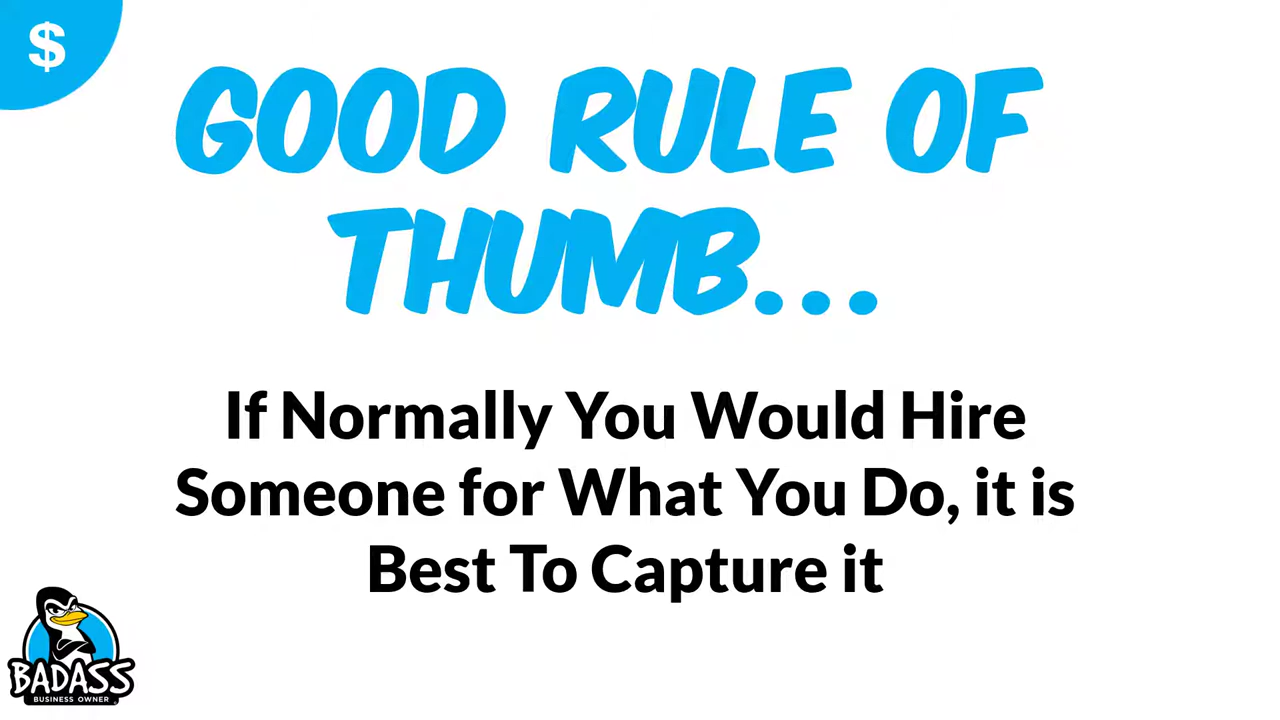 $
GOOD RULE OF
THUMB...
If Normally You Would Hire
Someone for What You Do, it is
Best To Capture it
BADASS
BUSINESS OWNER